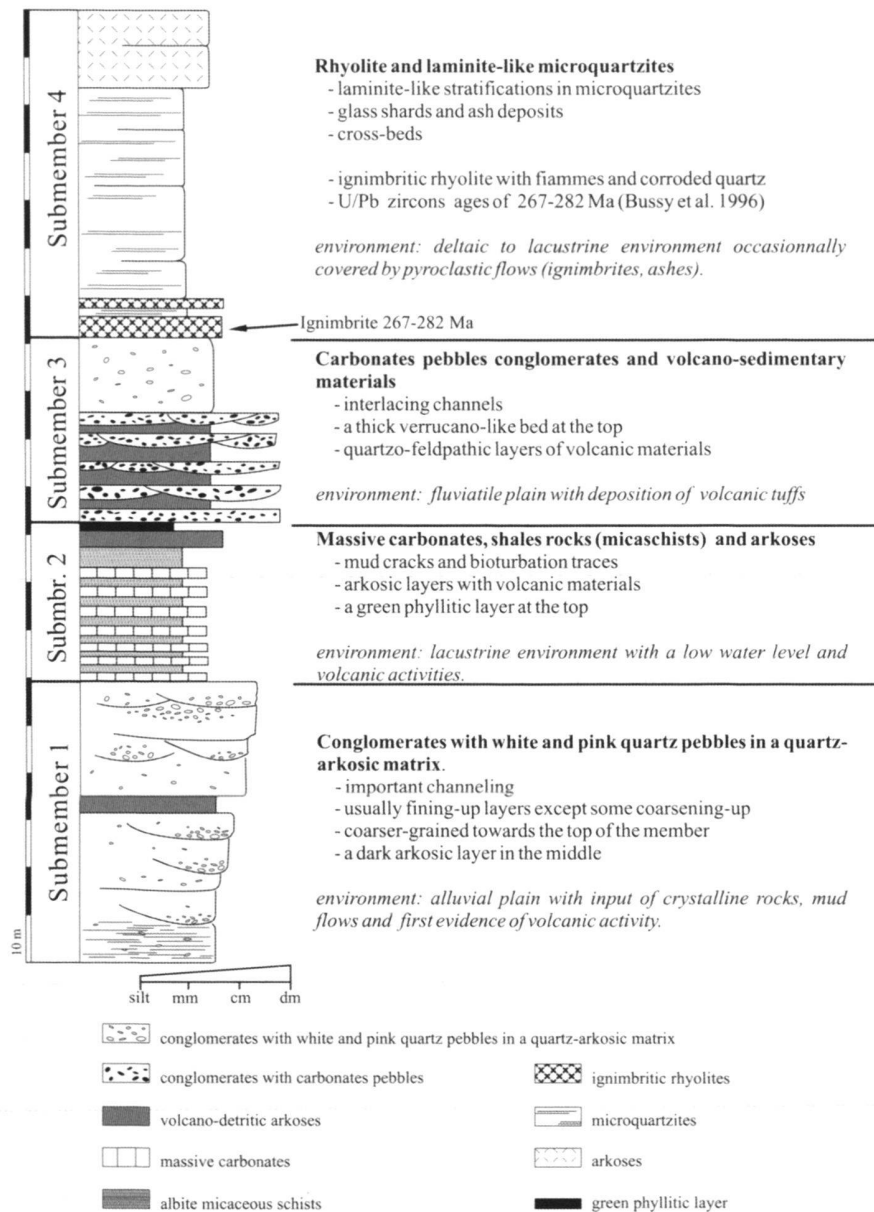 Submember 4
Rhyolite and laminite-like microquartzites
- laminite-like stratifications in microquartzites
- glass shards and ash deposits
- cross-beds
- ignimbritic rhyolite with fiammes and corroded quartz
- U/Pb zircons ages of 267-282 Ma (Bussy et al. 1996)
environment: deltaic to lacustrine environment occasionnally
covered by pyroclastic flows (ignimbrites, ashes).
Ignimbrite 267-282 Ma
Submember 3
Carbonates pebbles conglomerates and volcano-sedimentary
materials
- interlacing channels
- a thick verrucano-like bed at the top
- quartzo-feldpathic layers of volcanic materials
environment: fluviatile plain with deposition of volcanic tuffs
Submbr. 2
Massive carbonates, shales rocks (micaschists) and arkoses
- mud cracks and bioturbation traces
- arkosic layers with volcanic materials
- a green phyllitic layer at the top
environment: lacustrine environment with a low water level and
volcanic activities.
Submember 1
Conglomerates with white and pink quartz pebbles in a quartz-
arkosic matrix.
- important channeling
- usually fining-up layers except some coarsening-up
- coarser-grained towards the top of the member
- a dark arkosic layer in the middle
environment: alluvial plain with input of crystalline rocks, mud
flows and first evidence of volcanic activity.
10 m
silt mm cm dm
conglomerates with white and pink quartz pebbles in a quartz-arkosic matrix
conglomerates with carbonates pebbles
ignimbritic rhyolites
volcano-detritic arkoses
microquartzites
massive carbonates
arkoses
albite micaceous schists
green phyllitic layer